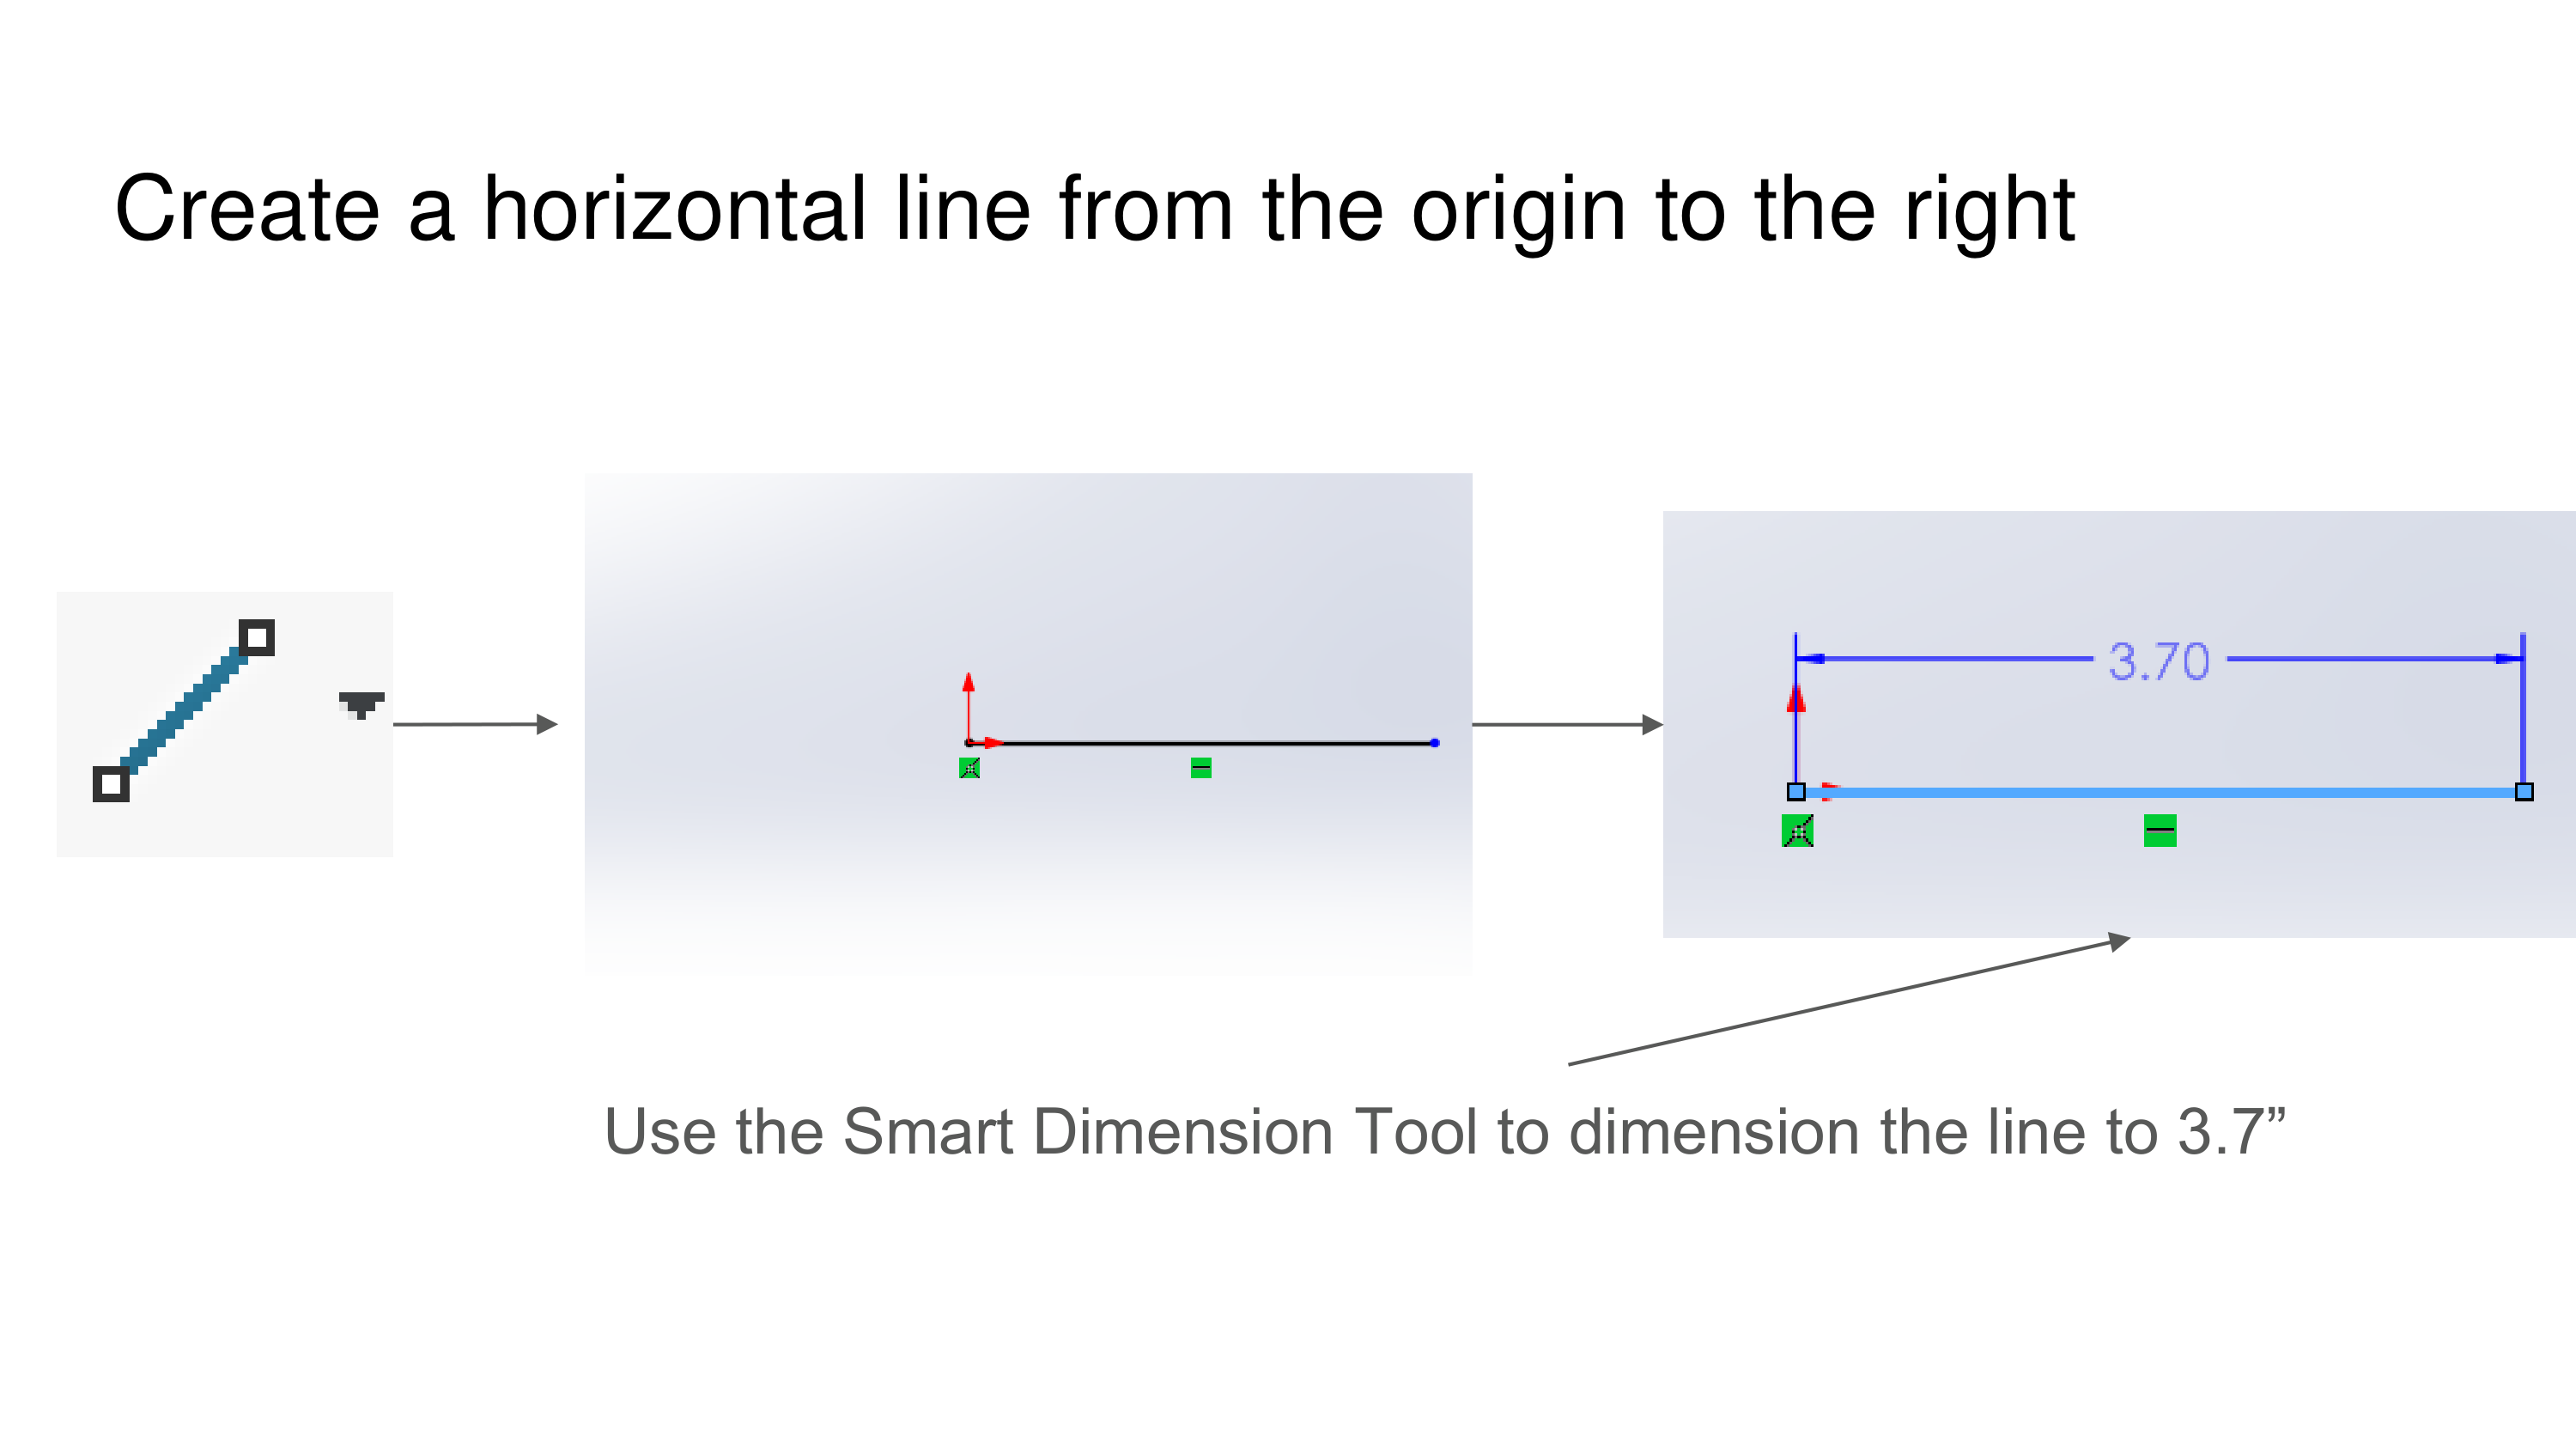 Create a horizontal line from the origin to the right
3.70
Use the Smart Dimension Tool to dimension the line to 3.7”